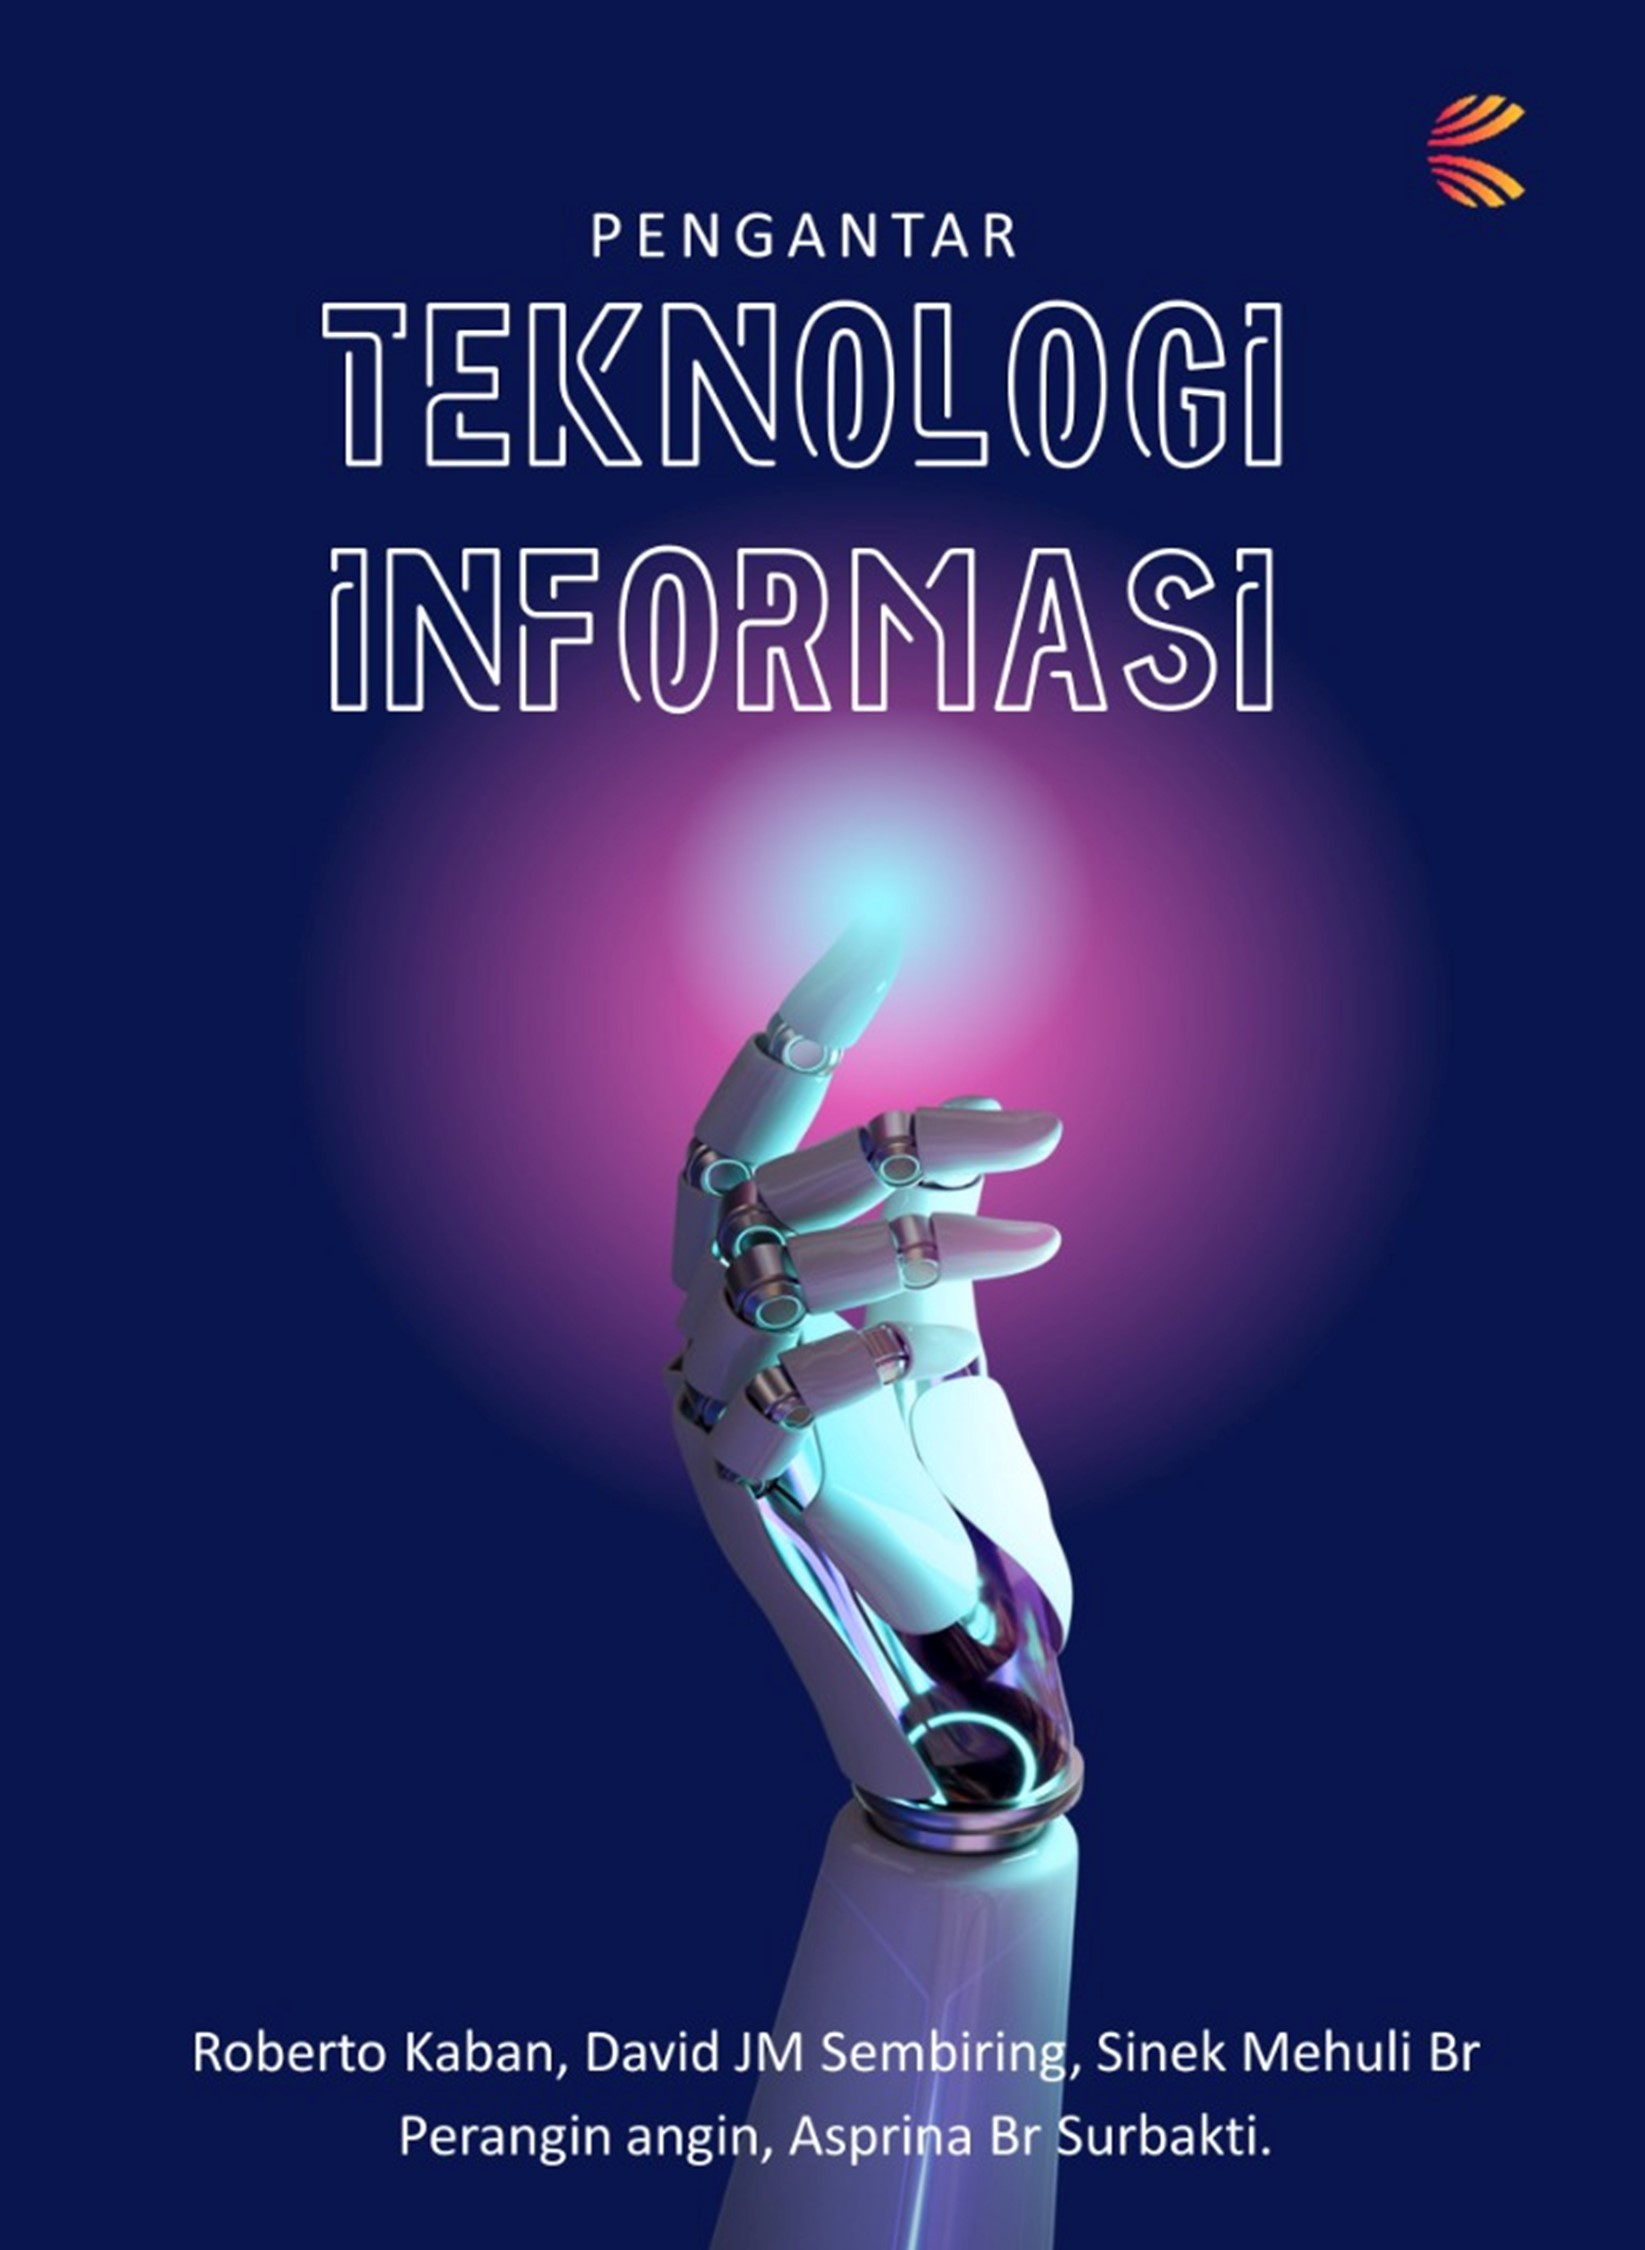 PENGANTAR
TEKNOLOGI
INFORMASI
Roberto Kaban, David JM Sembiring, Sinek Mehuli Br
Perangin angin, Asprina Br Surbakti.